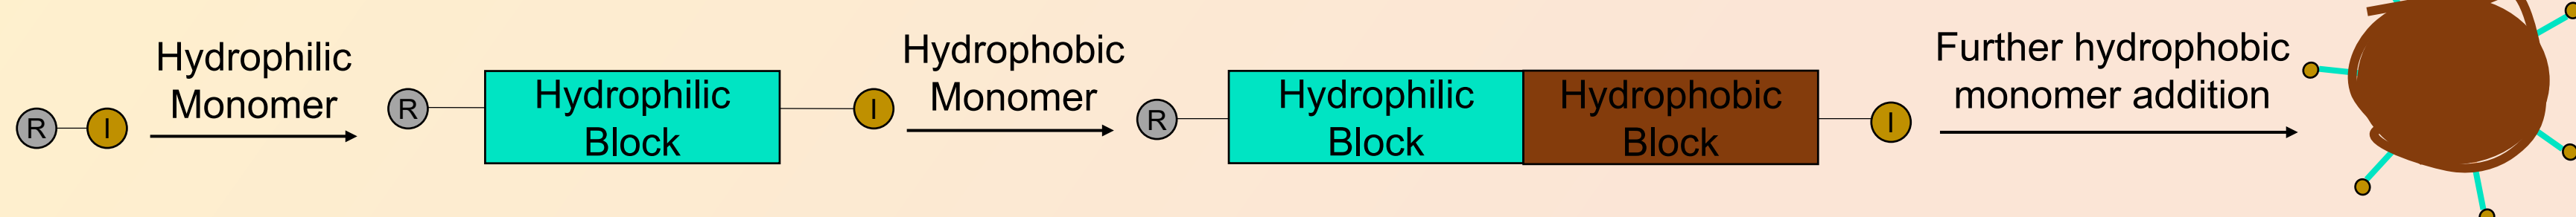 R
I
Hydrophilic
Monomer
R
Hydrophilic
Block
I
Hydrophobic
Monomer
R
Hydrophilic
Block
Hydrophobic
Block
I
Further hydrophobic
monomer addition